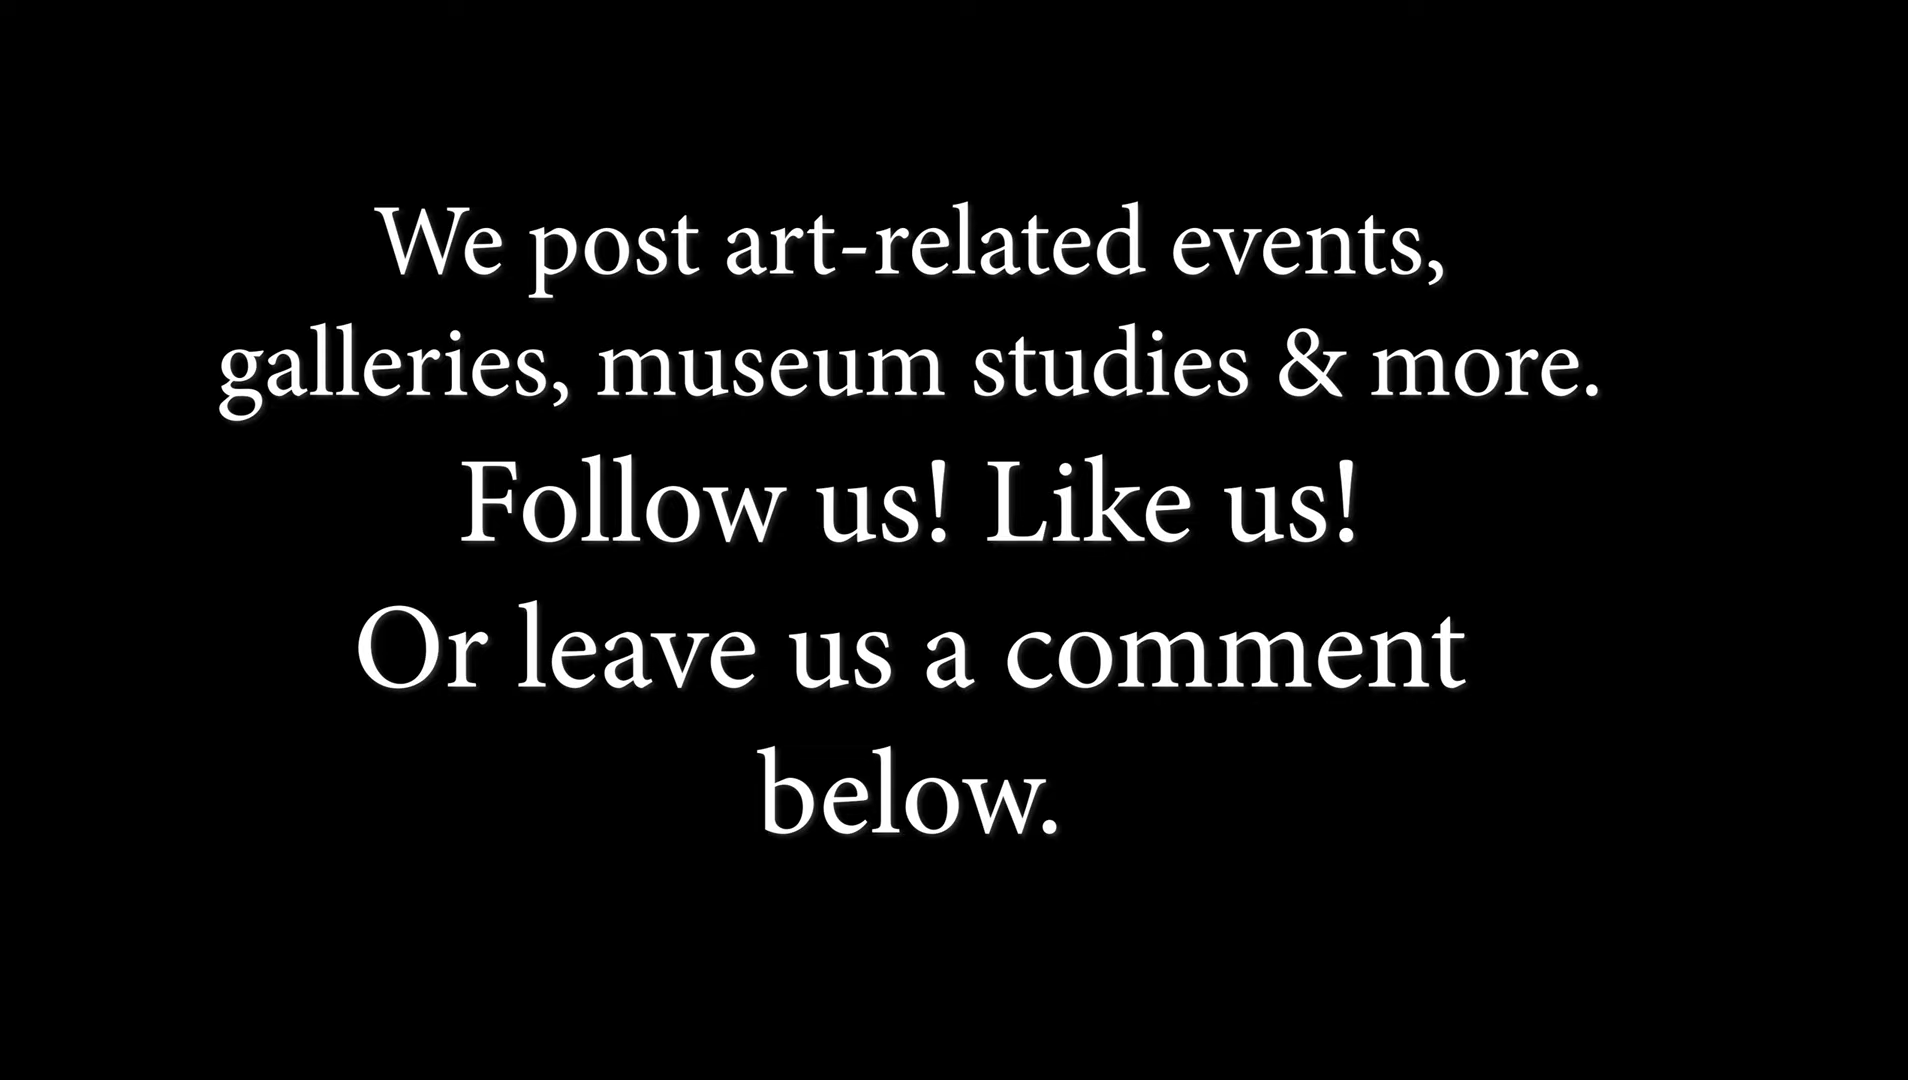 We post art-related events,
galleries, museum studies & more.
Follow us! Like us!
Or leave us a comment
below.